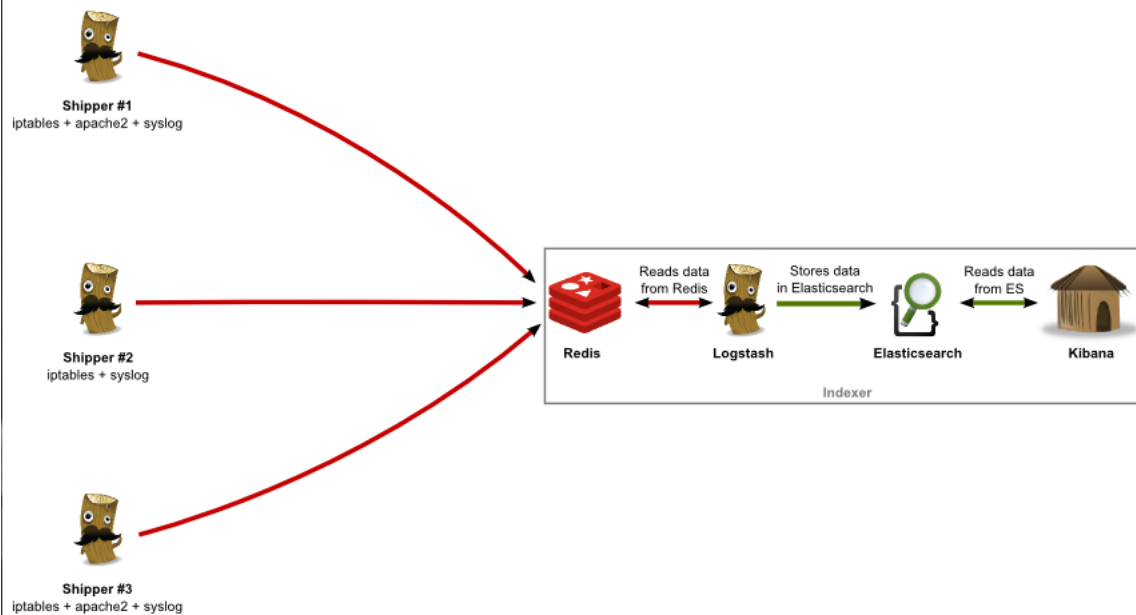 Shipper #1
iptables + apache2 + syslog
Shipper #2
iptables + syslog
Shipper #3
iptables + apache2 + syslog
Reads data
from Redis
Stores data
in Elasticsearch
Reads data
from ES
Redis
Logstash
Elasticsearch
Kibana
Indexer